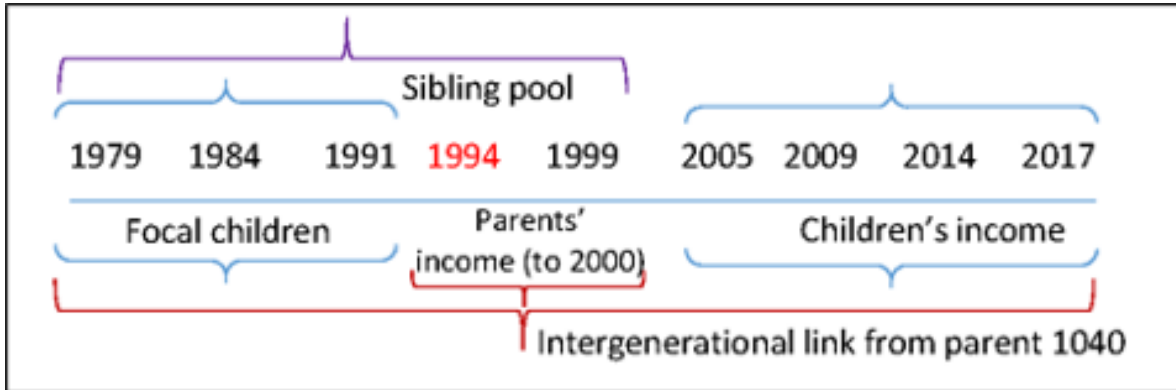 Sibling pool
1979 1984 1991 1994 1999 2005 2009 2014 2017
Focal children
Parents’
income (to 2000)
Children’s income
Intergenerational link from parent 1040